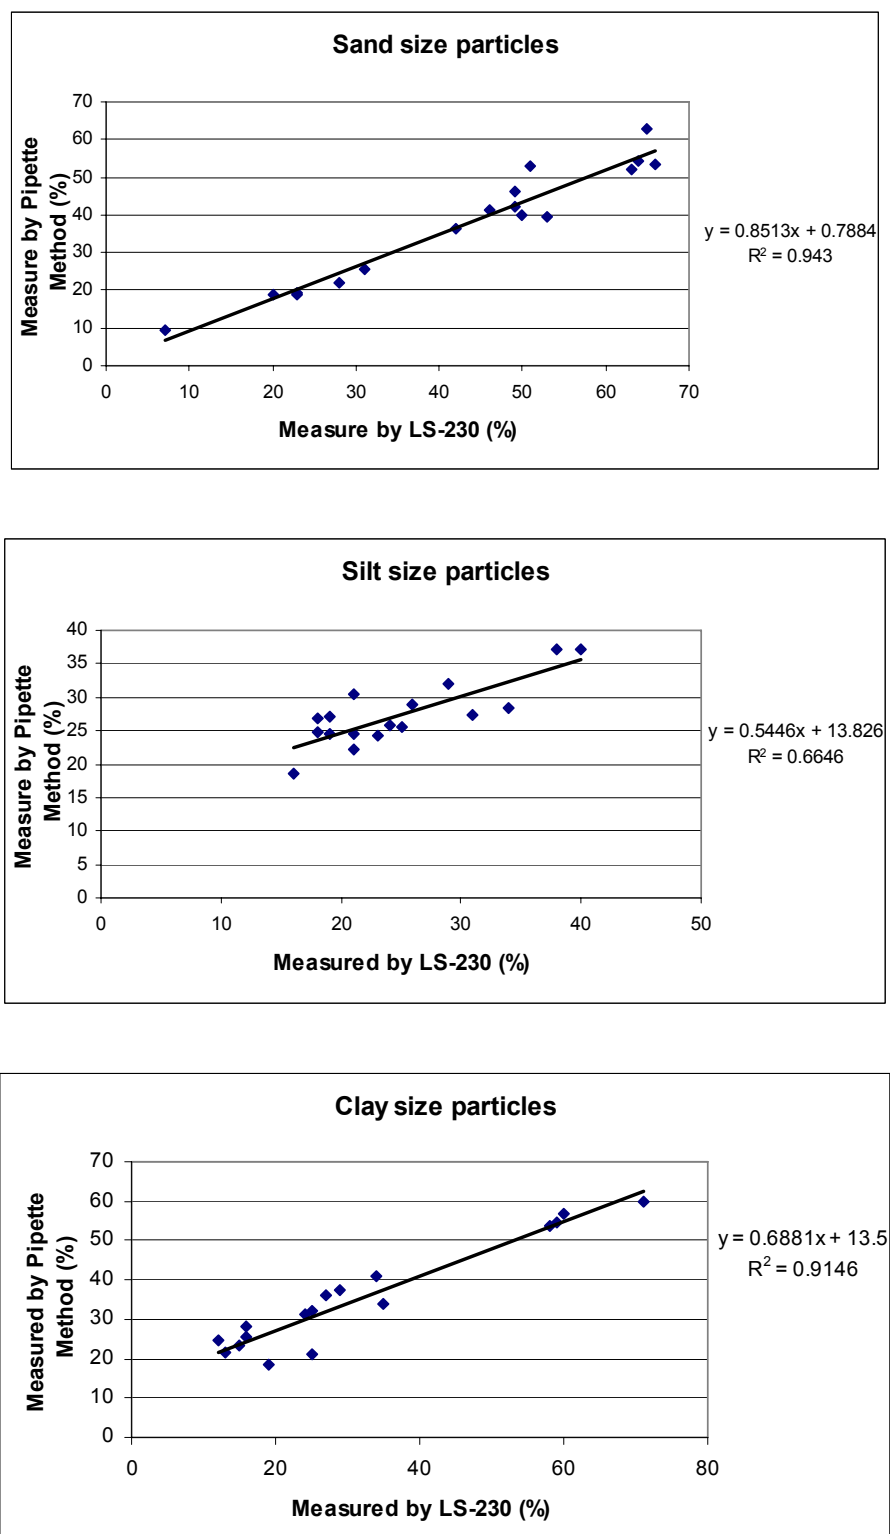 Sand size particles
70
60
50
40
30
20
10
0
0 10 20 30 40 50 60 70
Measure by Pipette
Method (%)
Measure by LS-230 (%)
y = 0.8513x + 0.7884
R² = 0.943
Silt size particles
40
35
30
25
20
15
10
5
0
0 10 20 30 40 50
Measure by Pipette
Method (%)
Measured by LS-230 (%)
y = 0.5446x + 13.826
R² = 0.6646
Clay size particles
70
60
50
40
30
20
10
0
0 20 40 60 80
Measured by Pipette
Method (%)
Measured by LS-230 (%)
y = 0.6881x + 13.5
R² = 0.9146